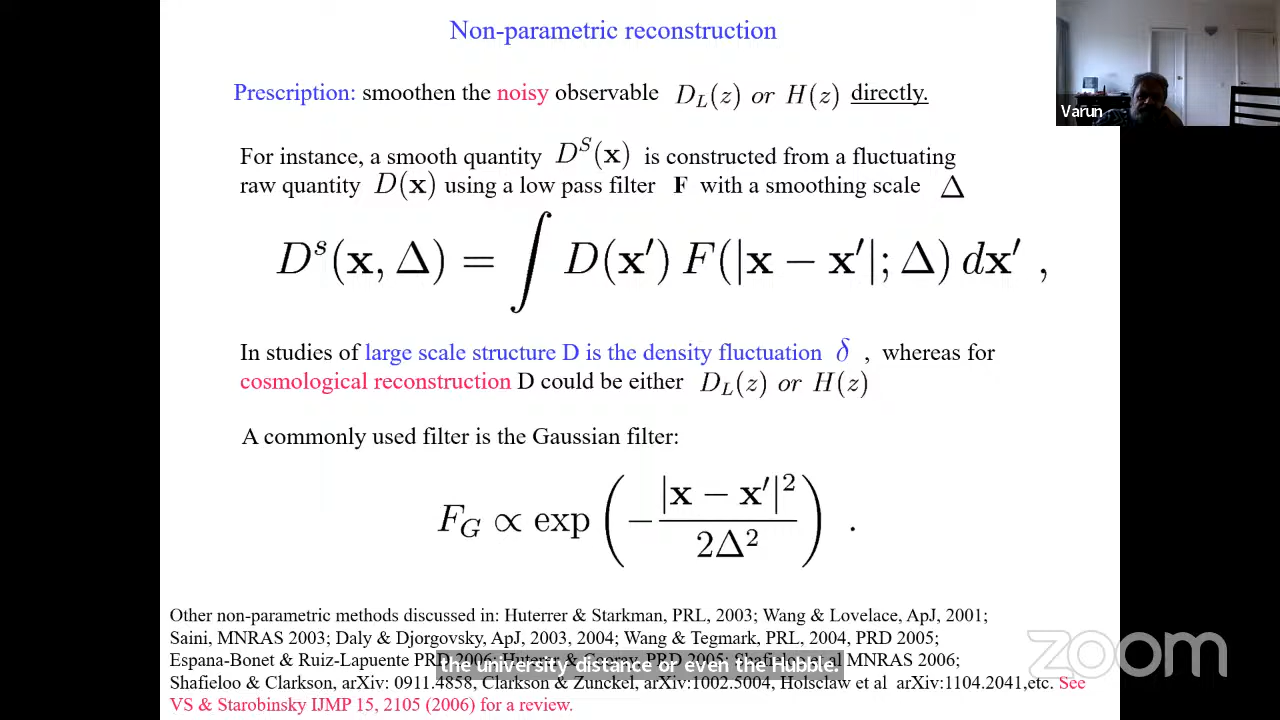 Non-parametric reconstruction
Prescription: smoothen the noisy observable D_L(z) or H(z) directly.
Varun
For instance, a smooth quantity D^S(x) is constructed from a fluctuating
raw quantity D(x) using a low pass filter F with a smoothing scale Δ
D^s(x, Δ) = ∫ D(x′) F(|x − x′|; Δ) dx′ ,
In studies of large scale structure D is the density fluctuation δ , whereas for
cosmological reconstruction D could be either D_L(z) or H(z)
A commonly used filter is the Gaussian filter:
F_G ∝ exp ( − |x − x′|² / 2Δ² ) .
Other non-parametric methods discussed in: Huterrer & Starkman, PRL, 2003; Wang & Lovelace, ApJ, 2001;
Saini, MNRAS 2003; Daly & Djorgovsky, ApJ, 2003, 2004; Wang & Tegmark, PRL, 2004, PRD 2005;
Espana-Bonet & Ruiz-Lapuente MNRAS 2006;
the university distance or even the Hubble.
Shafieloo & Clarkson, arXiv: 0911.4858, Clarkson & Zunckel, arXiv:1002.5004, Holsclaw et al arXiv:1104.2041,etc. See
VS & Starobinsky IJMP 15, 2105 (2006) for a review.
zoom